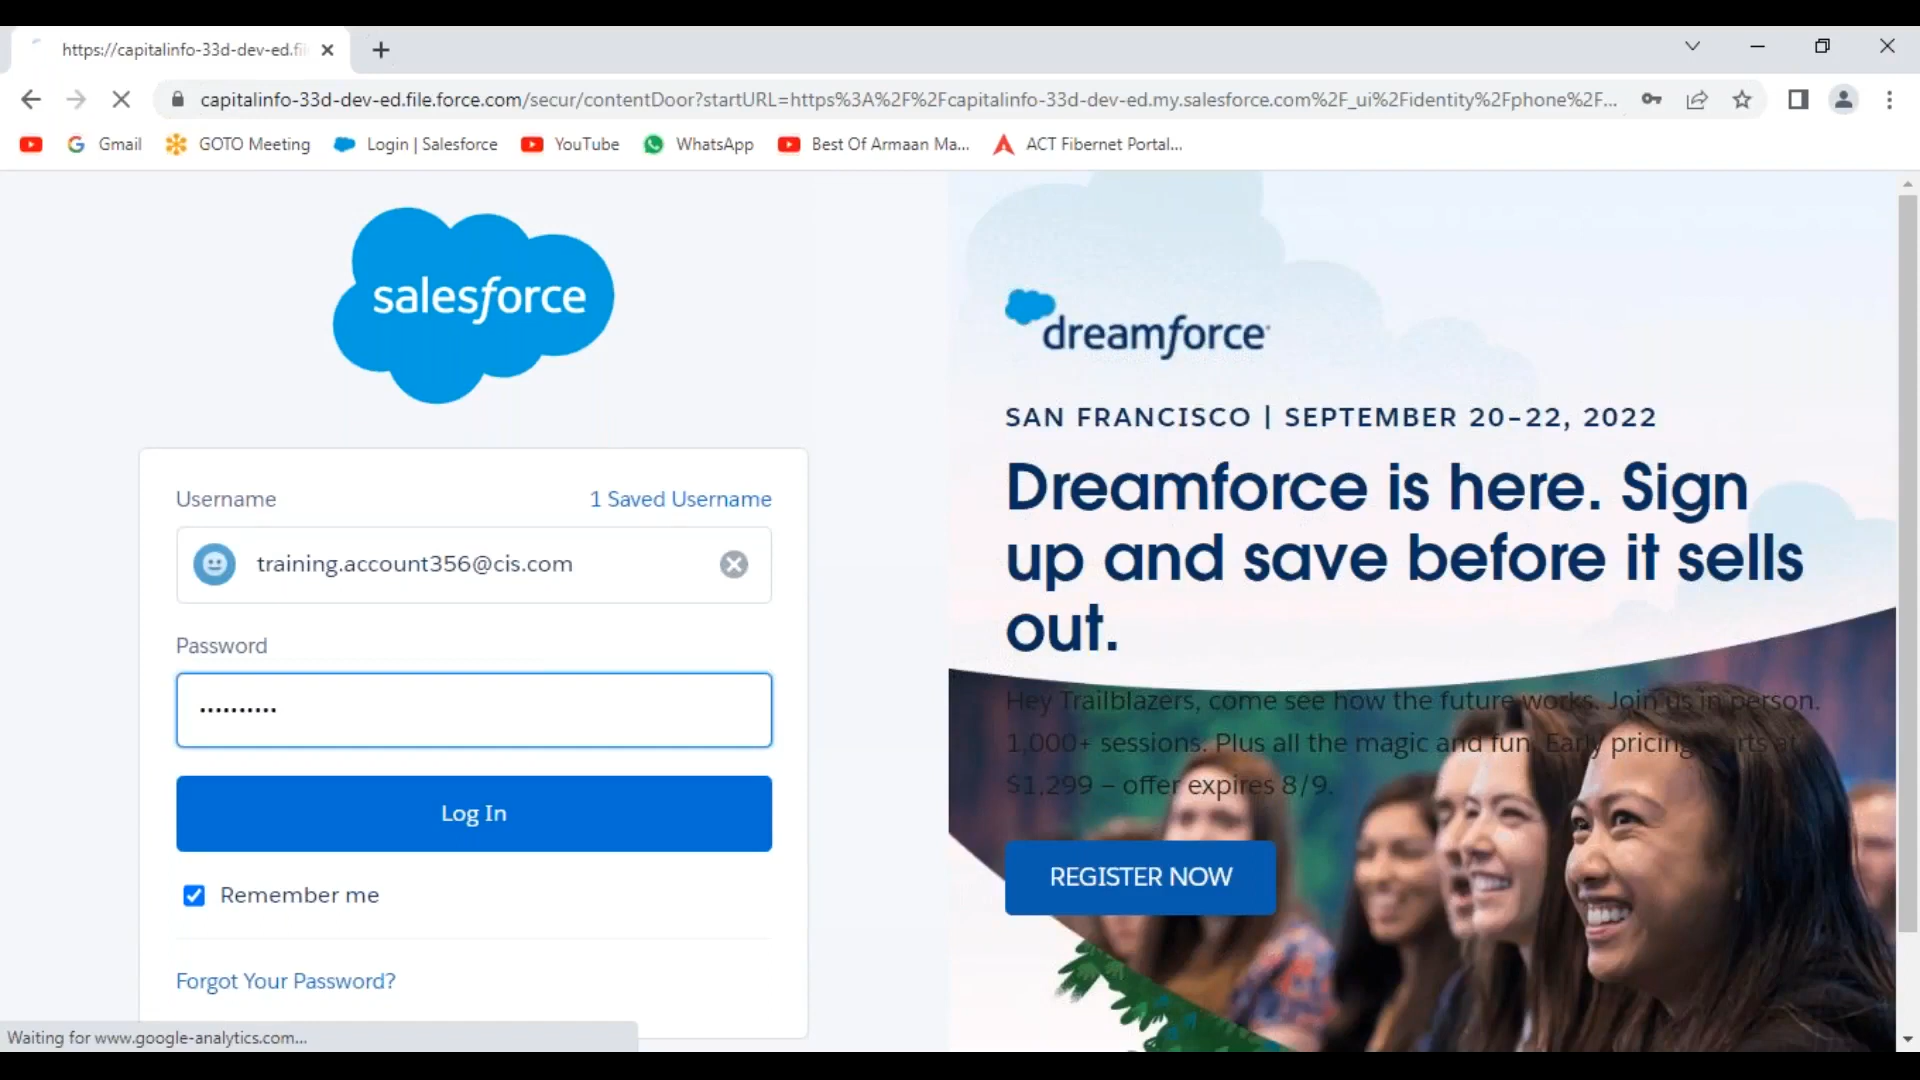 https://capitalinfo-33d-dev-ed.fil
capitalinfo-33d-dev-ed.file.force.com/secur/contentDoor?startURL=https%3A%2F%2Fcapitalinfo-33d-dev-ed.my.salesforce.com%2F_ui%2Fidentity%2Fphone%2F...
Gmail GOTO Meeting Login | Salesforce YouTube WhatsApp Best Of Armaan Ma... ACT Fibernet Portal...
salesforce
Username 1 Saved Username
training.account356@cis.com
Password
••••••••••
Log In
Remember me
Forgot Your Password?
dreamforce
SAN FRANCISCO | SEPTEMBER 20–22, 2022
Dreamforce is here. Sign
up and save before it sells
out.
Hey Trailblazers, come see how the future works. Join us in person.
1,000+ sessions. Plus all the magic and fun. Early pricing starts at
$1,299 – offer expires 8/9.
REGISTER NOW
Waiting for www.google-analytics.com...